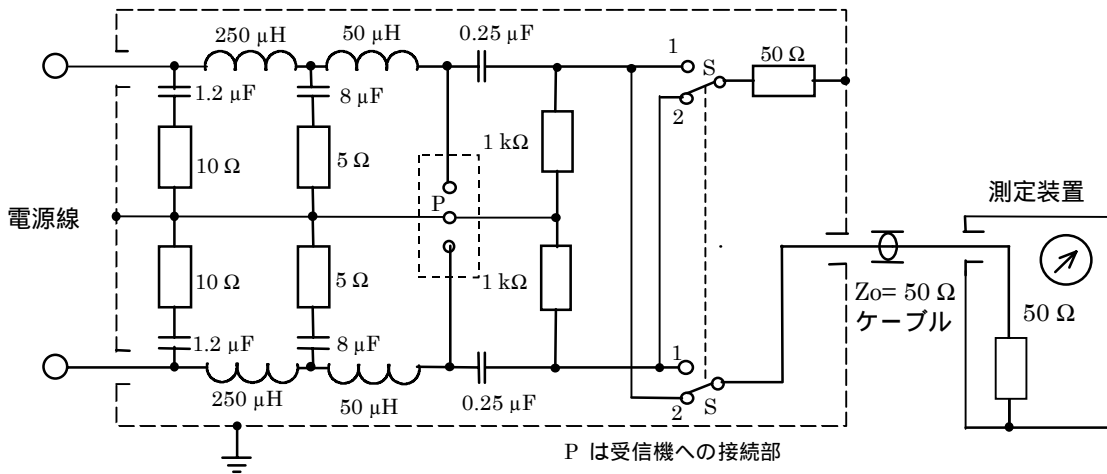 250 µH
50 µH
0.25 µF
1
S
50 Ω
1.2 µF
8 µF
2
10 Ω
5 Ω
1 kΩ
P
電源線
測定装置
10 Ω
5 Ω
1 kΩ
Zo= 50 Ω
ケーブル
50 Ω
1.2 µF
8 µF
1
250 µH
50 µH
0.25 µF
2
S
P は受信機への接続部